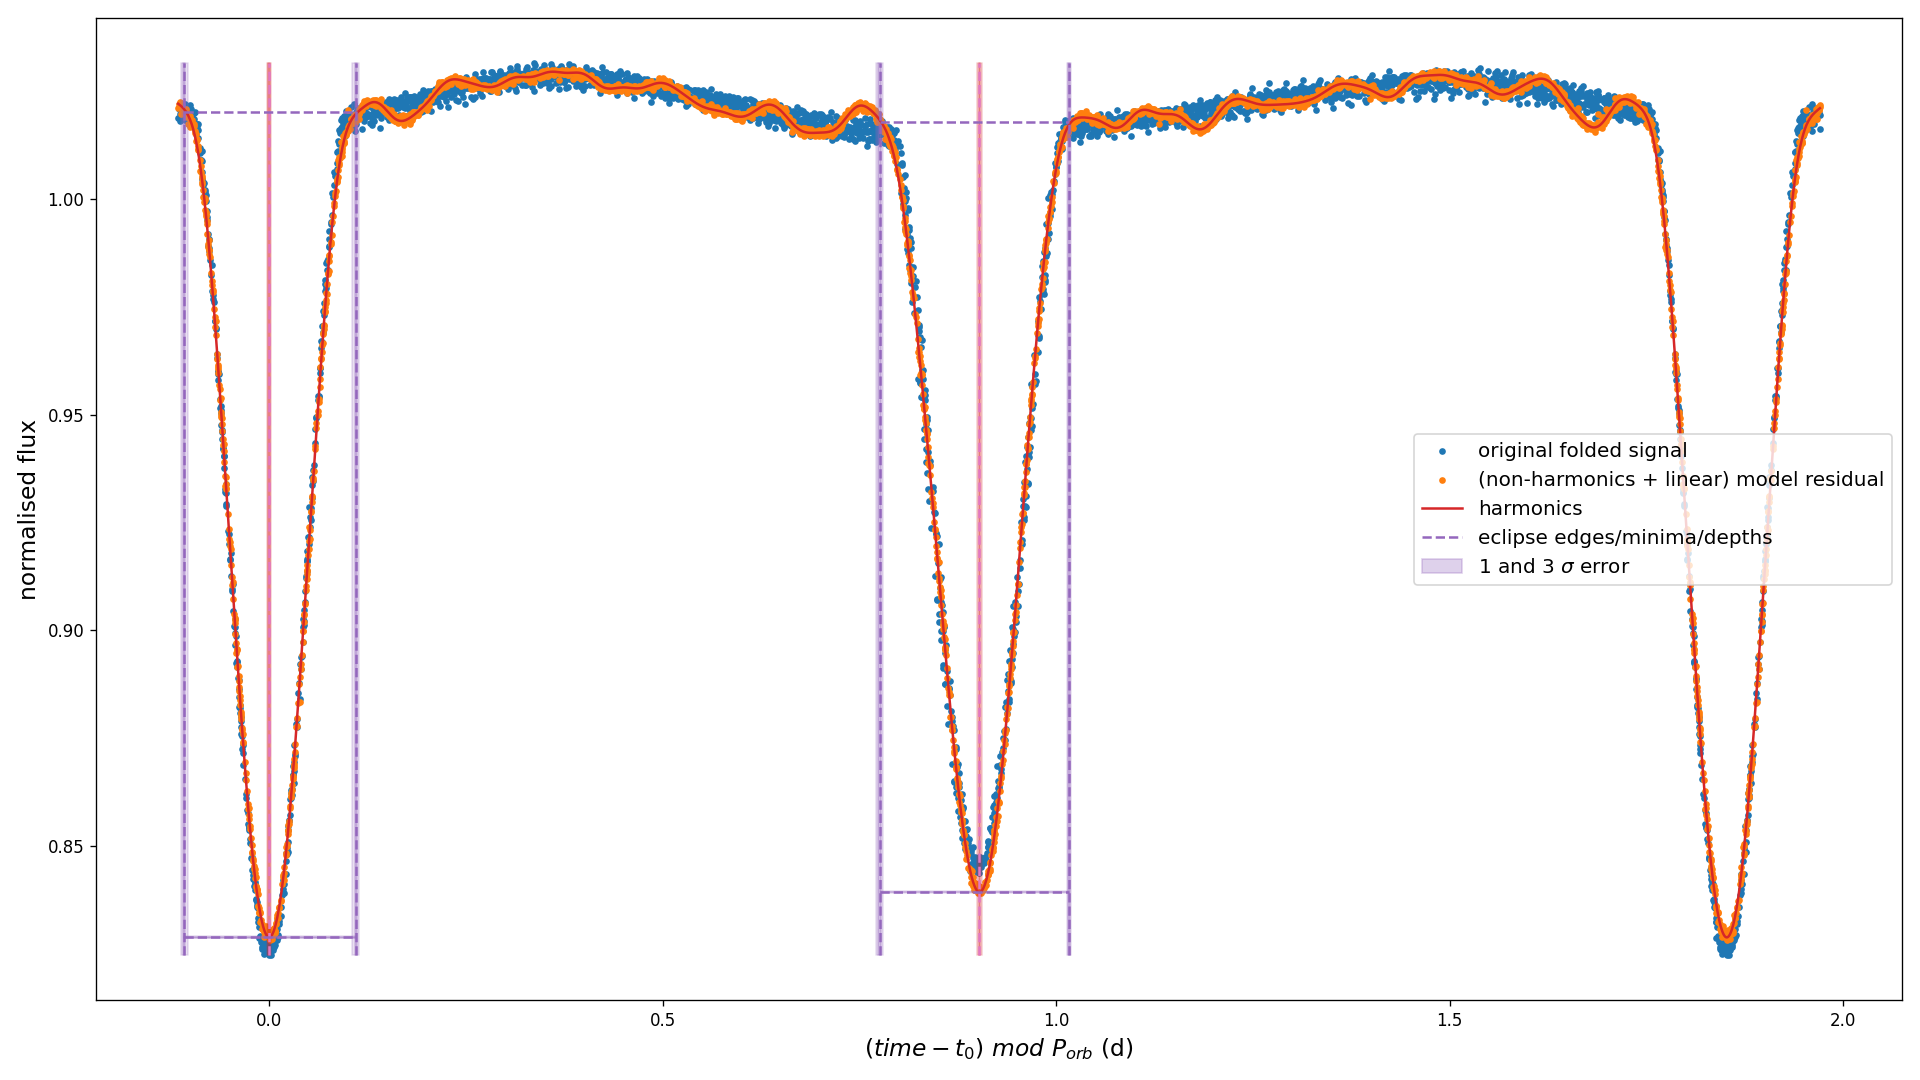 normalised flux
1.00
0.95
0.90
0.85
0.0
0.5
1.0
1.5
2.0
(time − t₀) mod Pₒᵣb (d)
original folded signal
(non-harmonics + linear) model residual
harmonics
eclipse edges/minima/depths
1 and 3 σ error